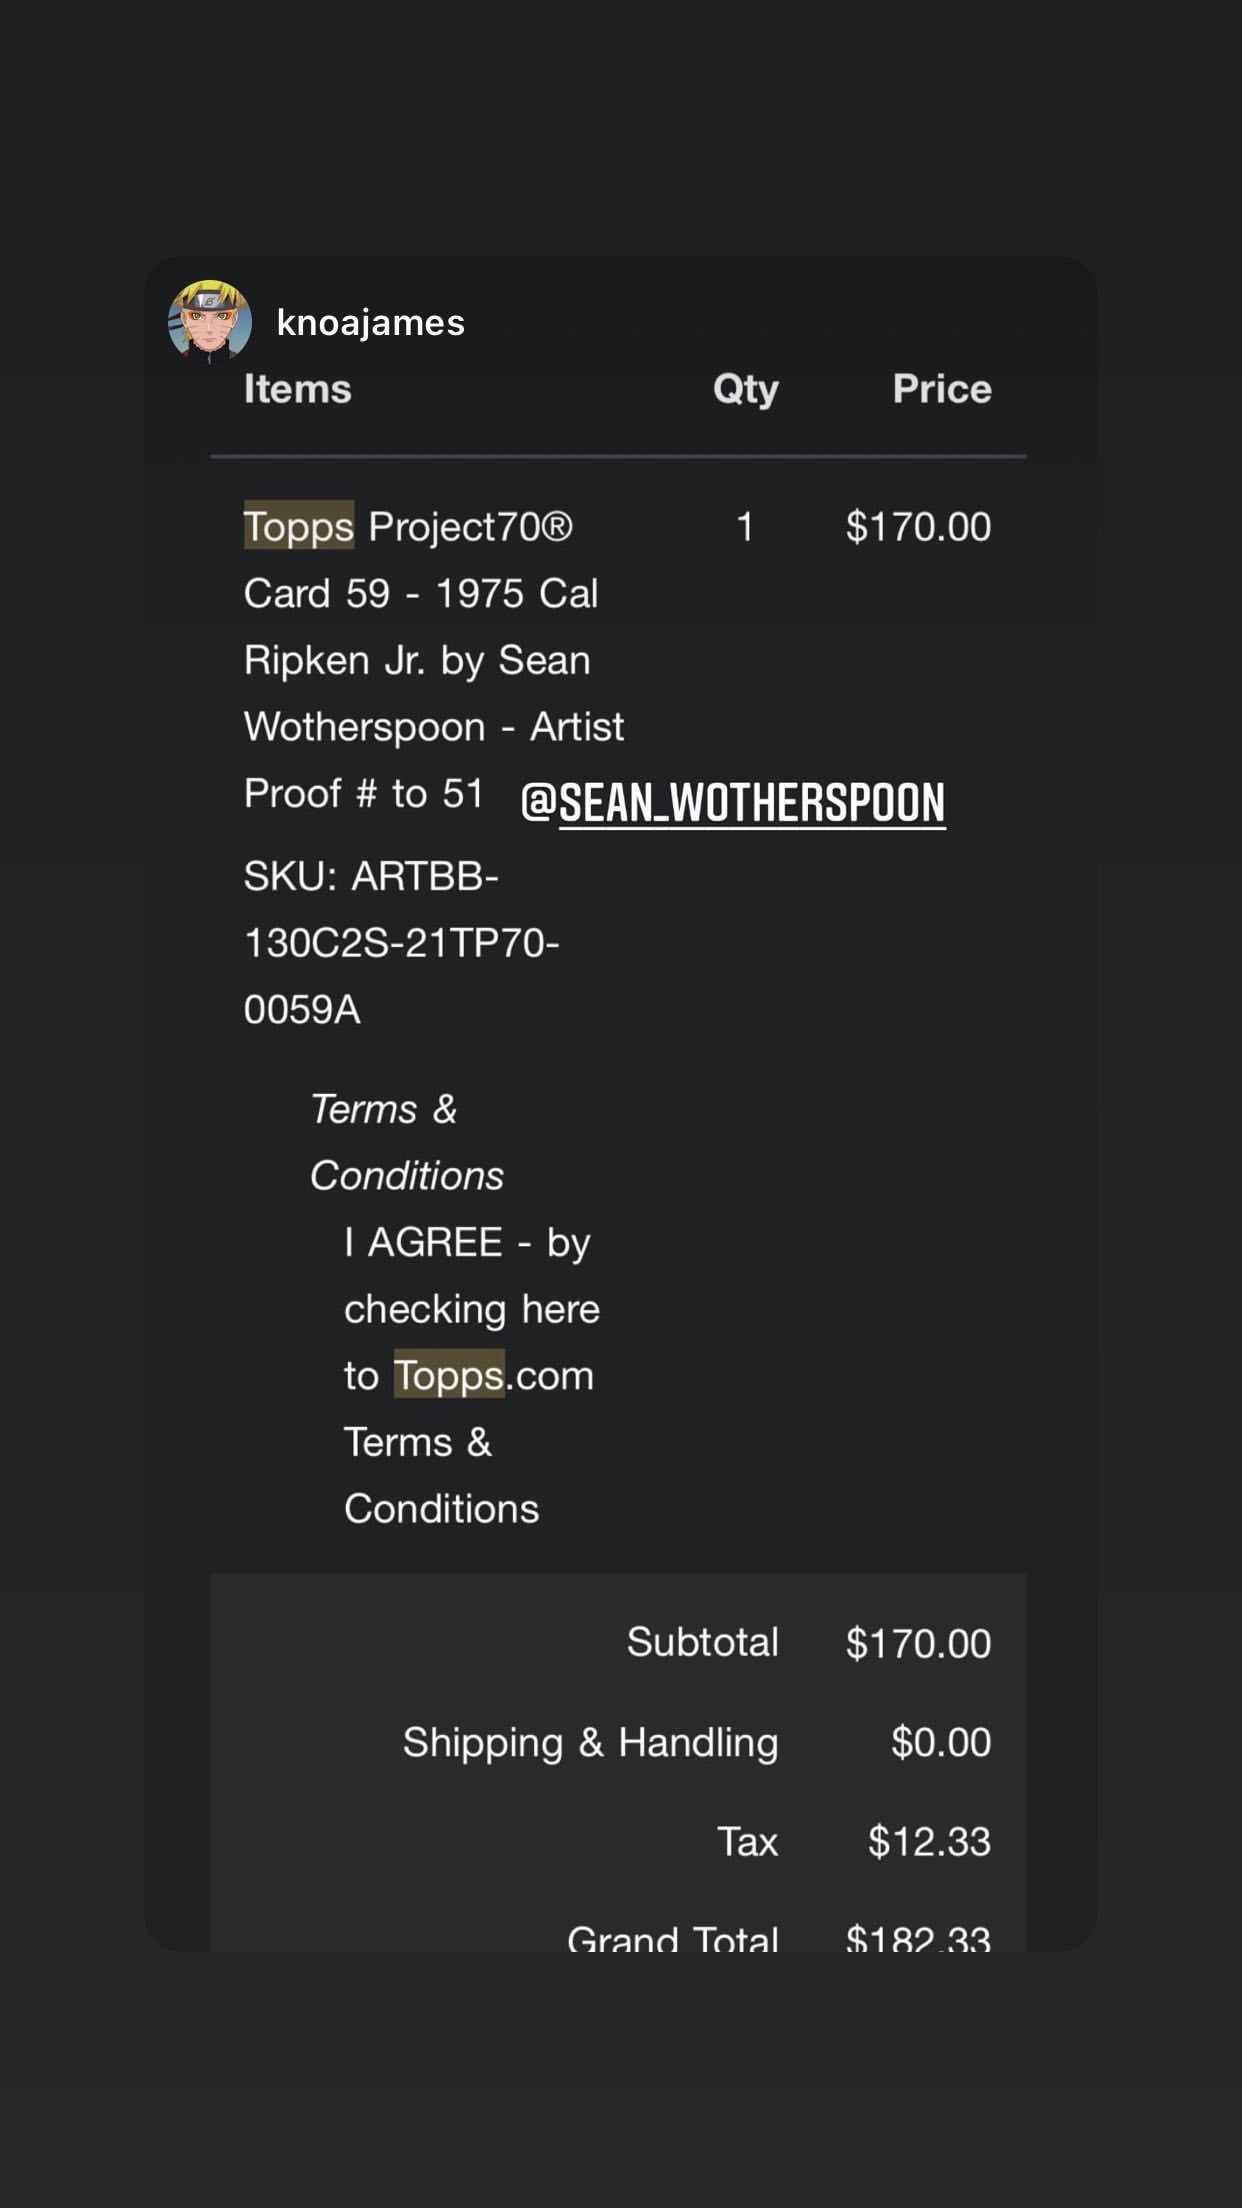 knoajames
Items Qty Price
Topps Project70® 1 $170.00
Card 59 - 1975 Cal
Ripken Jr. by Sean
Wotherspoon - Artist
Proof # to 51 @SEAN_WOTHERSPOON
SKU: ARTBB-
130C2S-21TP70-
0059A
Terms &
Conditions
I AGREE - by
checking here
to Topps.com
Terms &
Conditions
Subtotal $170.00
Shipping & Handling $0.00
Tax $12.33
Grand Total $182.33